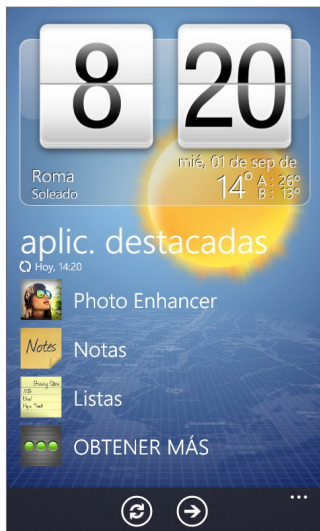 8 20
Roma
Soleado
mié, 01 de sep de
14° A : 26°
B : 13°
aplic. destacadas
Hoy, 14:20
Photo Enhancer
Notes
Notas
Listas
OBTENER MÁS